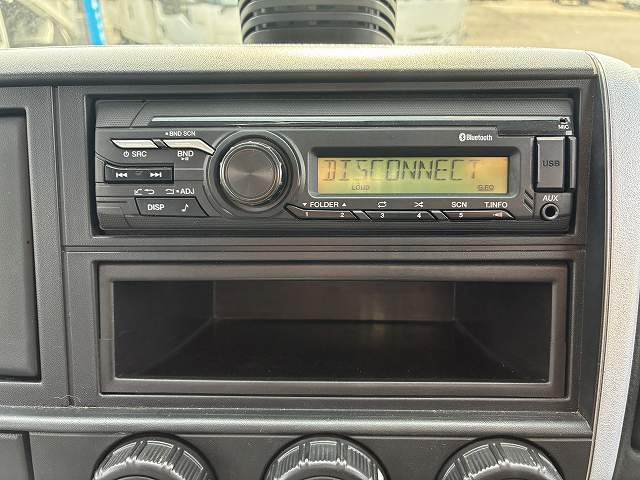 BND SCN
Bluetooth
MIC
SRC
BND
DISCONNECT
LOUD
G.EQ
USB
ADJ
AUX
DISP
FOLDER
SCN
T.INFO
1
2
3
4
5